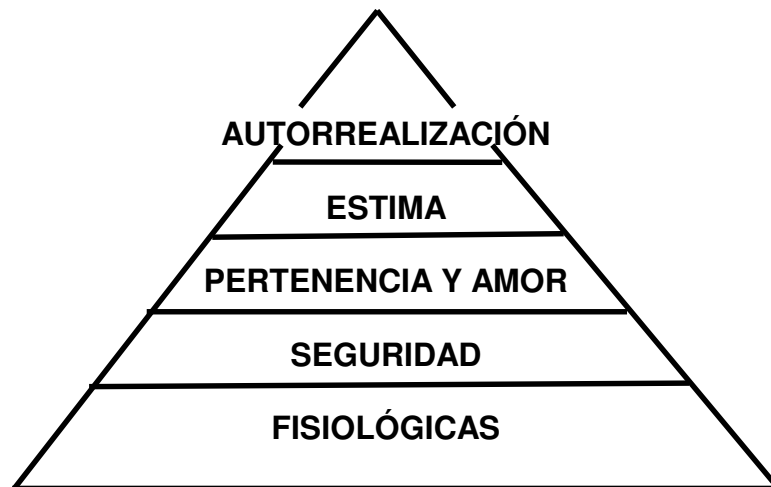 AUTORREALIZACIÓN
ESTIMA
PERTENENCIA Y AMOR
SEGURIDAD
FISIOLÓGICAS